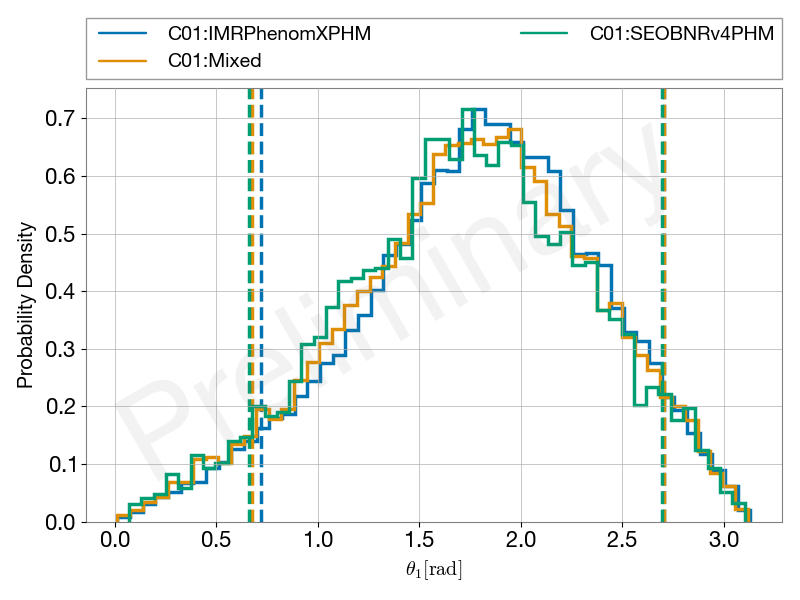 C01:IMRPhenomXPHM
C01:Mixed
C01:SEOBNRv4PHM
Probability Density
0.7
0.6
0.5
0.4
0.3
0.2
0.1
0.0
Preliminary
0.0 0.5 1.0 1.5 2.0 2.5 3.0
θ₁[rad]